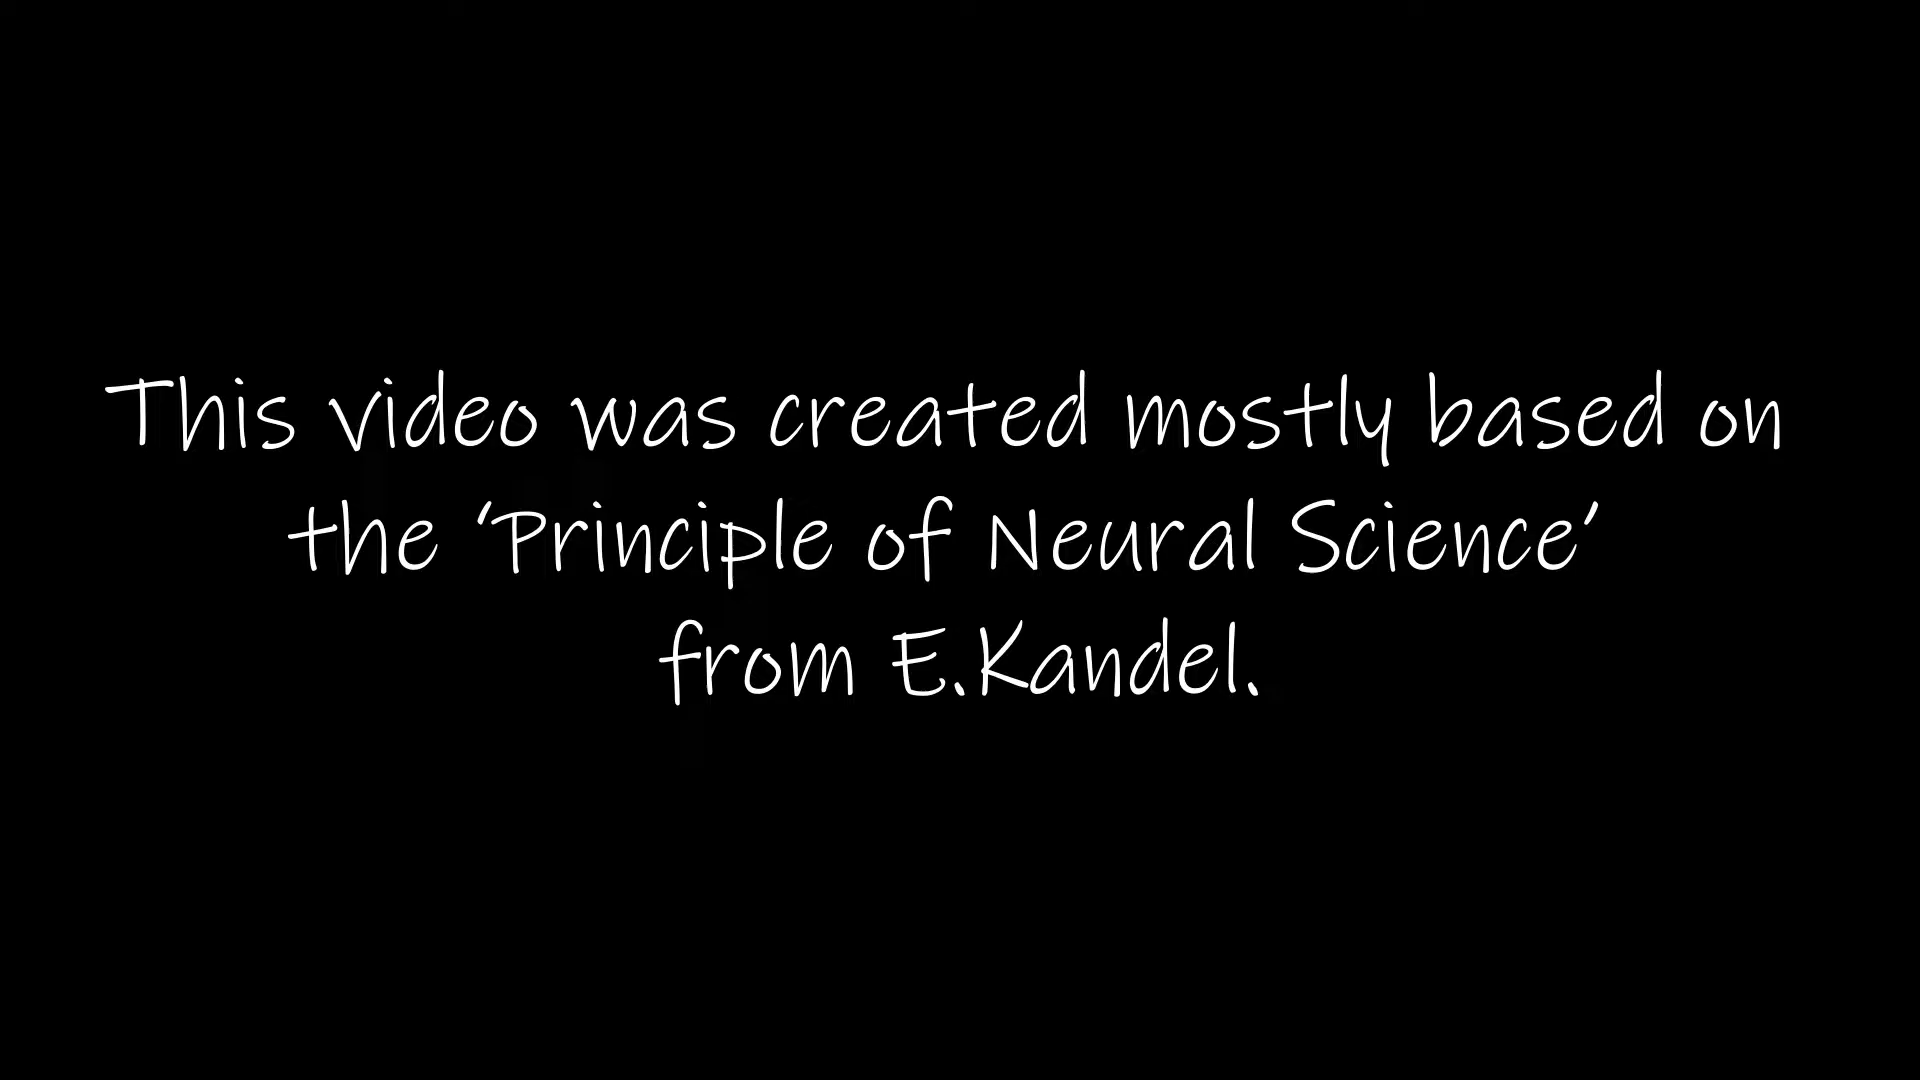 This video was created mostly based on
the ‘Principle of Neural Science’
from E.Kandel.